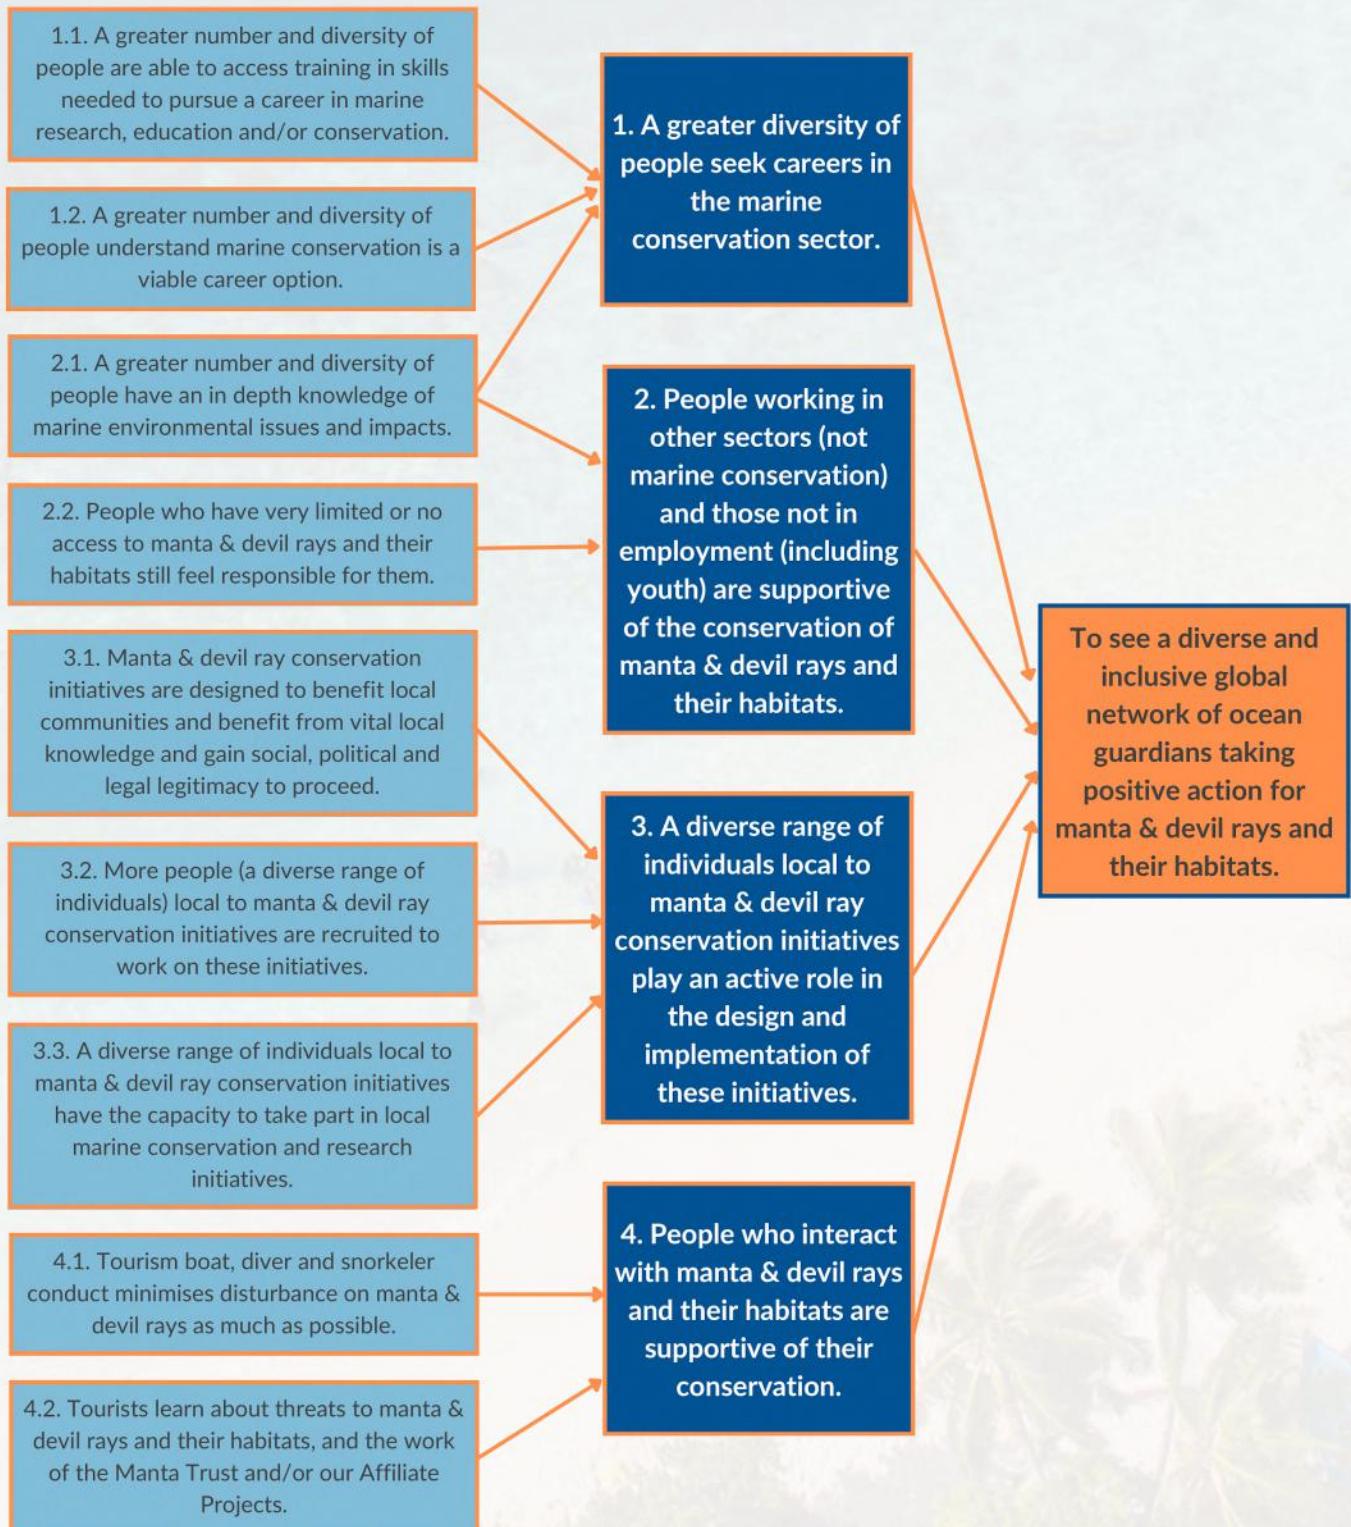 1.1. A greater number and diversity of
people are able to access training in skills
needed to pursue a career in marine
research, education and/or conservation.
1.2. A greater number and diversity of
people understand marine conservation is a
viable career option.
2.1. A greater number and diversity of
people have an in depth knowledge of
marine environmental issues and impacts.
2.2. People who have very limited or no
access to manta & devil rays and their
habitats still feel responsible for them.
3.1. Manta & devil ray conservation
initiatives are designed to benefit local
communities and benefit from vital local
knowledge and gain social, political and
legal legitimacy to proceed.
3.2. More people (a diverse range of
individuals) local to manta & devil ray
conservation initiatives are recruited to
work on these initiatives.
3.3. A diverse range of individuals local to
manta & devil ray conservation initiatives
have the capacity to take part in local
marine conservation and research
initiatives.
4.1. Tourism boat, diver and snorkeler
conduct minimises disturbance on manta &
devil rays as much as possible.
4.2. Tourists learn about threats to manta &
devil rays and their habitats, and the work
of the Manta Trust and/or our Affiliate
Projects.
1. A greater diversity of
people seek careers in
the marine
conservation sector.
2. People working in
other sectors (not
marine conservation)
and those not in
employment (including
youth) are supportive
of the conservation of
manta & devil rays and
their habitats.
3. A diverse range of
individuals local to
manta & devil ray
conservation initiatives
play an active role in
the design and
implementation of
these initiatives.
4. People who interact
with manta & devil rays
and their habitats are
supportive of their
conservation.
To see a diverse and
inclusive global
network of ocean
guardians taking
positive action for
manta & devil rays and
their habitats.